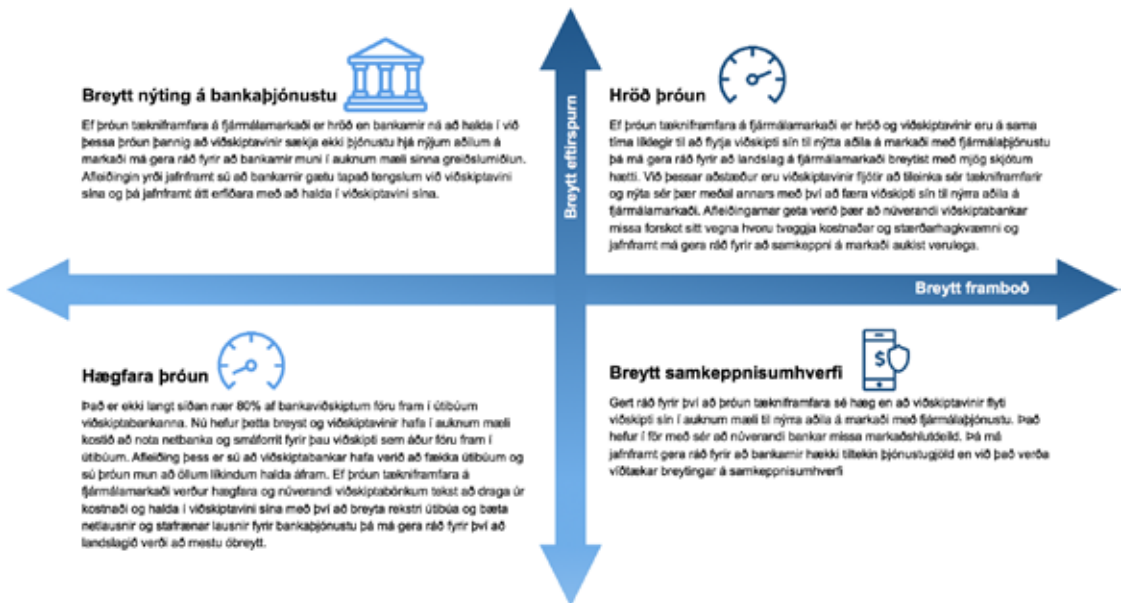 Breytt nýting á bankaþjónustu
Ef þróun tækniframfara á fjármálamarkaði er hröð en bankarnir ná að halda í við
þessa þróun þannig að viðskiptavinir sækja ekki þjónustu hjá nýjum aðilum á
markaði má gera ráð fyrir að bankarnir muni í auknum mæli sinna greiðslumiðlun.
Afleiðingin yrði jafnframt sú að bankarnir gætu tapað tengslum við viðskiptavini
sína og þá jafnframt átt erfiðara með að halda í viðskiptavini sína.
Breytt eftirspurn
Hröð þróun
Ef þróun tækniframfara á fjármálamarkaði er hröð og viðskiptavinir eru á sama
tíma líklegir til að flytja viðskipti sín til nýtta aðila á markað með fjármálaþjónustu
þá má gera ráð fyrir að landslag á fjármálamarkaði breytist með mjög skjótum
hætti. Við þessar aðstæður eru viðskiptavinir fljótir að tileinka sér tækniframfarir
og nýta sér þær meðal annars með því að færa viðskipti sín til nýrra aðila á
fjármálamarkaði. Afleiðingarnar geta verið þær að núverandi viðskiptabankar
missa forskot sitt vegna hvoru tveggja kostnaðar og stærðarhagkvæmni og
jafnframt má gera ráð fyrir að samkeppni á markaði aukist verulega.
Breytt framboð
Hægfara þróun
Það er ekki langt síðan nær 80% af bankaviðskiptum fóru fram í útibúum
viðskiptabankanna. Nú hefur þetta breyst og viðskiptavinir hafa í auknum mæli
kostið að nota netbanka og smáforrit fyrir þau viðskipti sem áður fóru fram í
útibúum. Afleiðing þess er sú að viðskiptabankar hafa verið að fækka útibúum og
sú þróun mun að öllum líkindum halda áfram. Ef þróun tækniframfara á
fjármálamarkaði verður hægfara og núverandi viðskiptabönkum tekst að draga úr
kostnaði og halda í viðskiptavini sína með því að breyta rekstri útibúa og bæta
netlausnir og stafrænar lausnir fyrir bankaþjónustu þá má gera ráð fyrir því að
landslagið verði að mestu óbreytt.
Breytt samkeppnisumhverfi
Gert ráð fyrir því að þróun tækniframfara sé hæg en að viðskiptavinir flyti
viðskipti sín í auknum mæli til nýrra aðila á markaði með fjármálaþjónustu. Það
hefur í för með sér að núverandi bankar missa markaðshlutdeild. Þá má
jafnframt gera ráð fyrir að bankarnir hækki tiltekin þjónustugjöld en við það verða
víðtækar breytingar á samkeppnisumhverfi